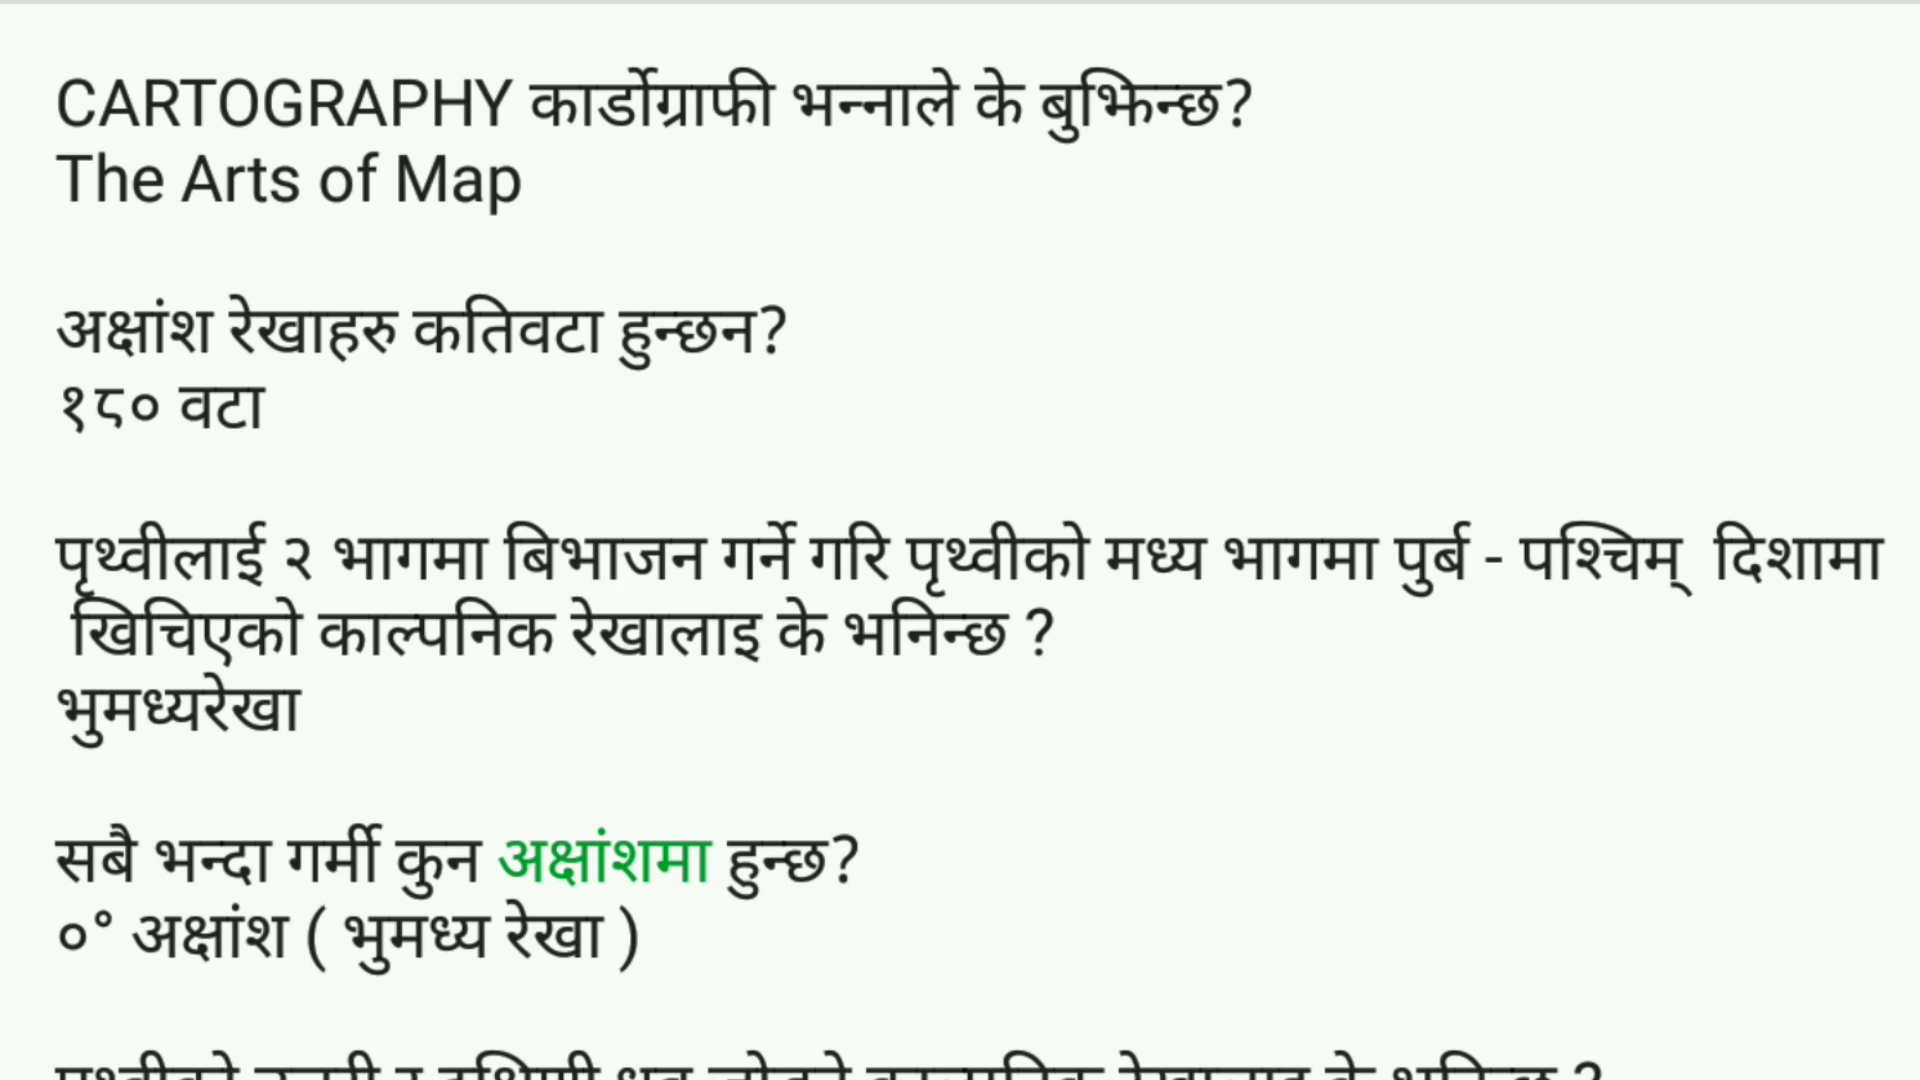 CARTOGRAPHY कार्डोग्राफी भन्नाले के बुझिन्छ?
The Arts of Map
अक्षांश रेखाहरु कतिवटा हुन्छन?
१८० वटा
पृथ्वीलाई २ भागमा बिभाजन गर्ने गरि पृथ्वीको मध्य भागमा पुर्ब - पश्चिम् दिशामा
खिचिएको काल्पनिक रेखालाइ के भनिन्छ ?
भुमध्यरेखा
सबै भन्दा गर्मी कुन अक्षांशमा हुन्छ?
०° अक्षांश ( भुमध्य रेखा )